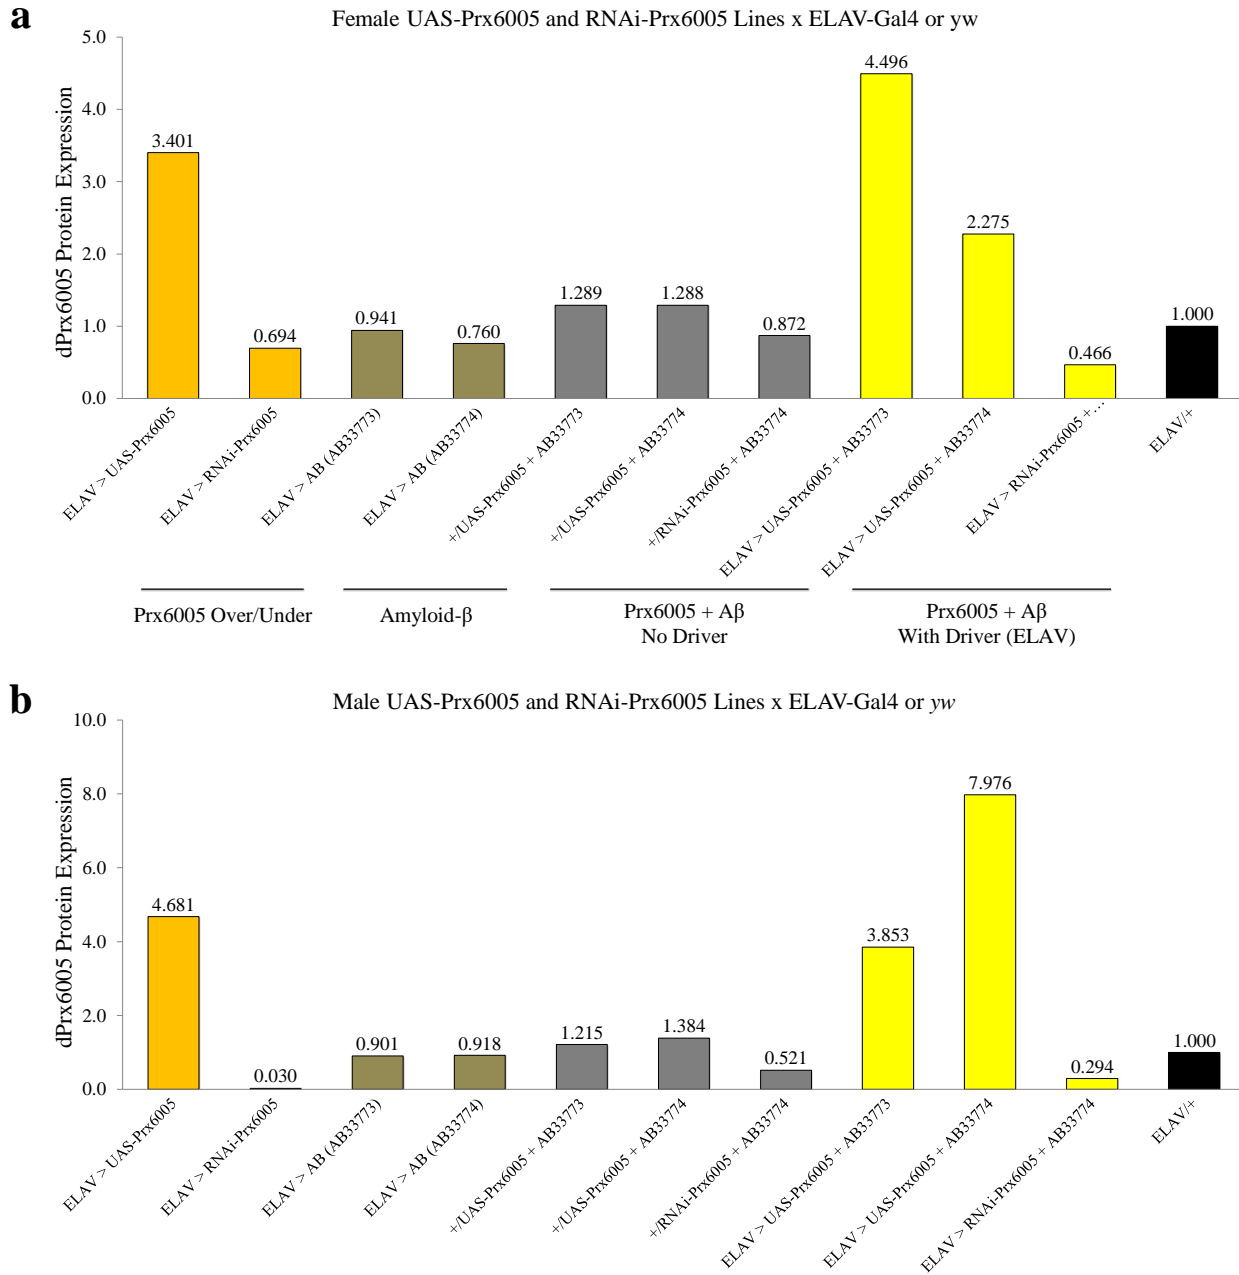 a
Female UAS-Prx6005 and RNAi-Prx6005 Lines x ELAV-Gal4 or yw
dPrx6005 Protein Expression
5.0
4.0
3.0
2.0
1.0
0.0
3.401
0.694
0.941
0.760
1.289
1.288
0.872
4.496
2.275
0.466
1.000
ELAV > UAS-Prx6005
ELAV > RNAi-Prx6005
ELAV > AB (AB33773)
ELAV > AB (AB33774)
+/UAS-Prx6005 + AB33773
+/UAS-Prx6005 + AB33774
+/RNAi-Prx6005 + AB33774
ELAV > UAS-Prx6005 + AB33773
ELAV > UAS-Prx6005 + AB33774
ELAV > RNAi-Prx6005 +…
ELAV/+
Prx6005 Over/Under
Amyloid-β
Prx6005 + Aβ
No Driver
Prx6005 + Aβ
With Driver (ELAV)
b
Male UAS-Prx6005 and RNAi-Prx6005 Lines x ELAV-Gal4 or yw
dPrx6005 Protein Expression
10.0
8.0
6.0
4.0
2.0
0.0
4.681
0.030
0.901
0.918
1.215
1.384
0.521
3.853
7.976
0.294
1.000
ELAV > UAS-Prx6005
ELAV > RNAi-Prx6005
ELAV > AB (AB33773)
ELAV > AB (AB33774)
+/UAS-Prx6005 + AB33773
+/UAS-Prx6005 + AB33774
+/RNAi-Prx6005 + AB33774
ELAV > UAS-Prx6005 + AB33773
ELAV > UAS-Prx6005 + AB33774
ELAV > RNAi-Prx6005 + AB33774
ELAV/+